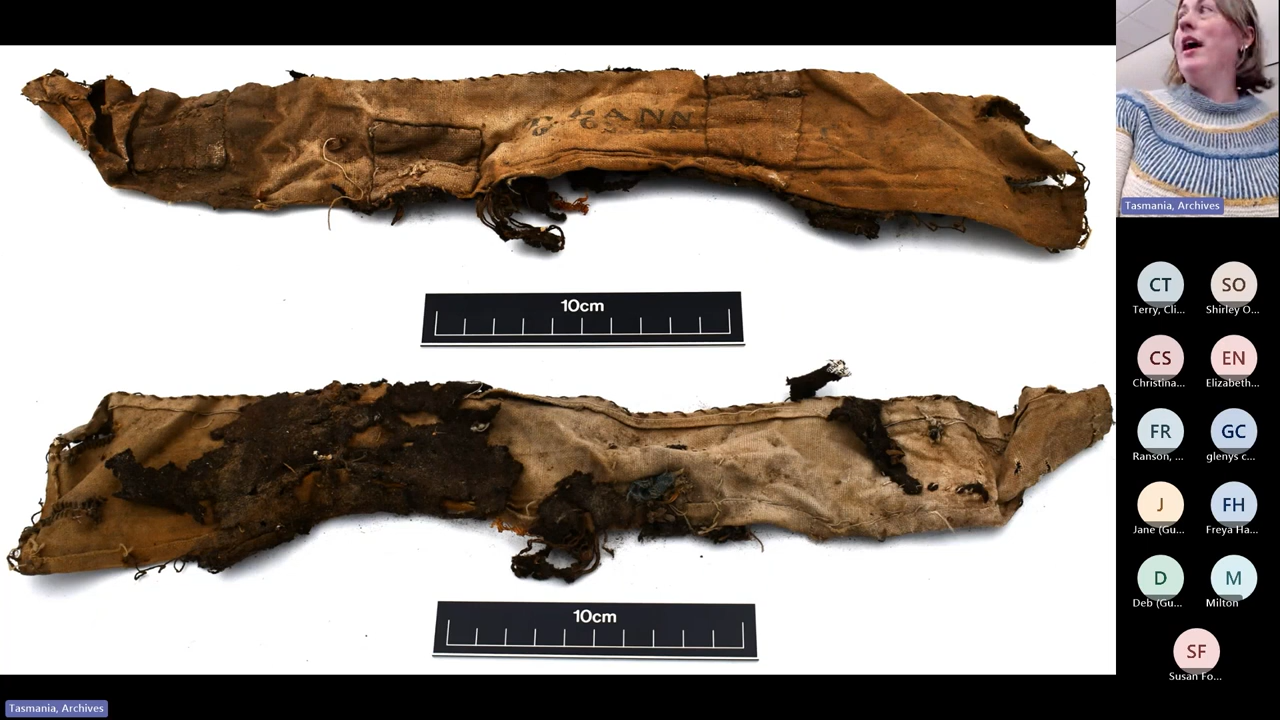 10cm
10cm
Tasmania, Archives
CT
SO
Terry, Cli...
Shirley O...
CS
EN
Christina...
Elizabeth...
FR
GC
Ranson, ...
glenys c...
J
FH
Jane (Gu...
Freya Ha...
D
M
Deb (Gu...
Milton
SF
Susan Fo...
Tasmania, Archives